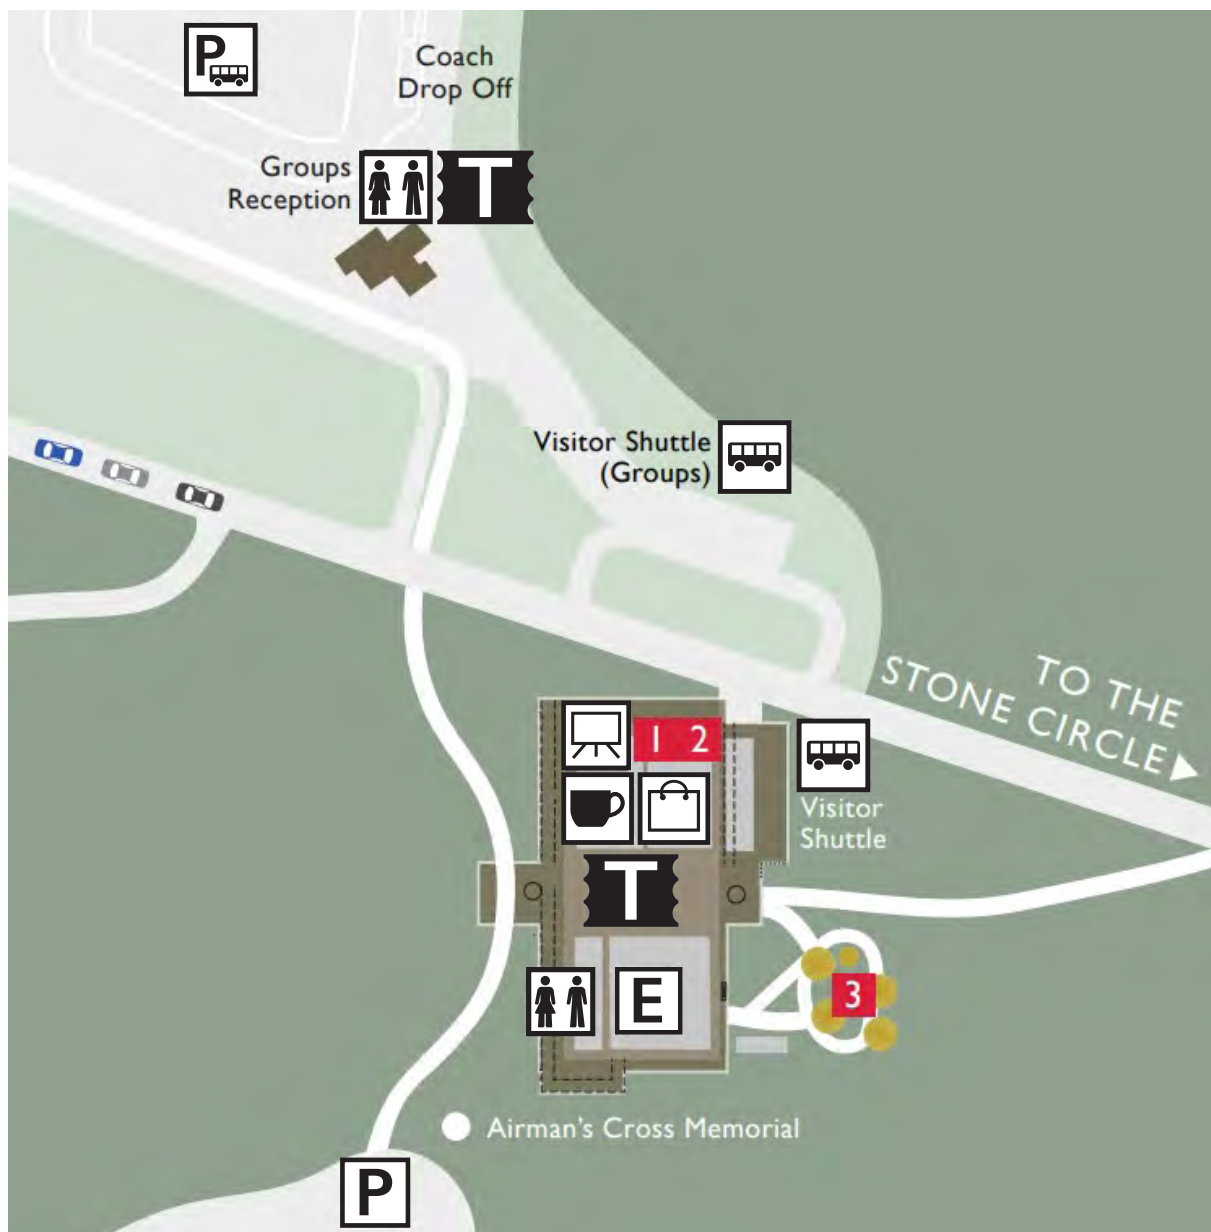 P
Coach
Drop Off
Groups
Reception
T
Visitor Shuttle
(Groups)
TO THE
STONE CIRCLE
1 2
Visitor
Shuttle
T
3
E
Airman's Cross Memorial
P